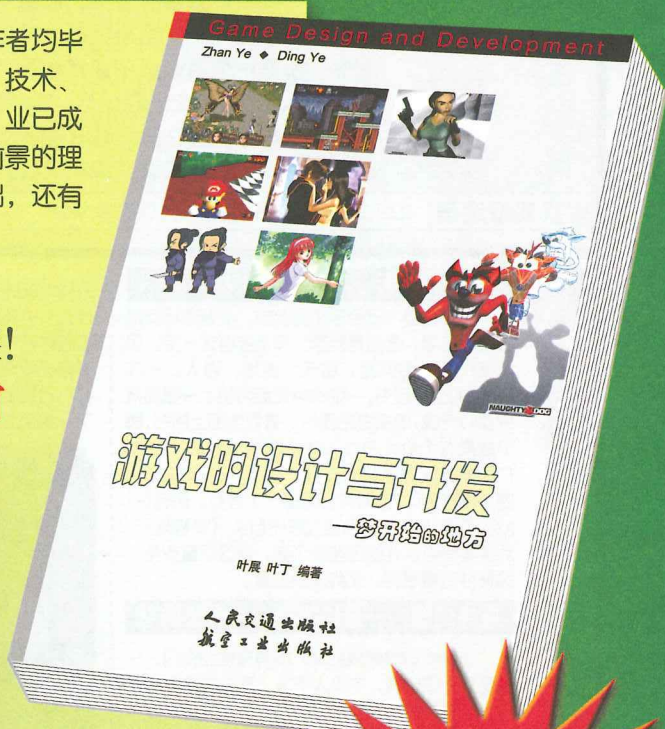 者均毕
技术、
业已成
景的理
，还有
!
Game Design and Development
Zhan Ye ◆ Ding Ye
NAUGHTY DOG
游戏的设计与开发
—梦开始的地方
叶展 叶丁 编著
人民交通出版社
航空工业出版社